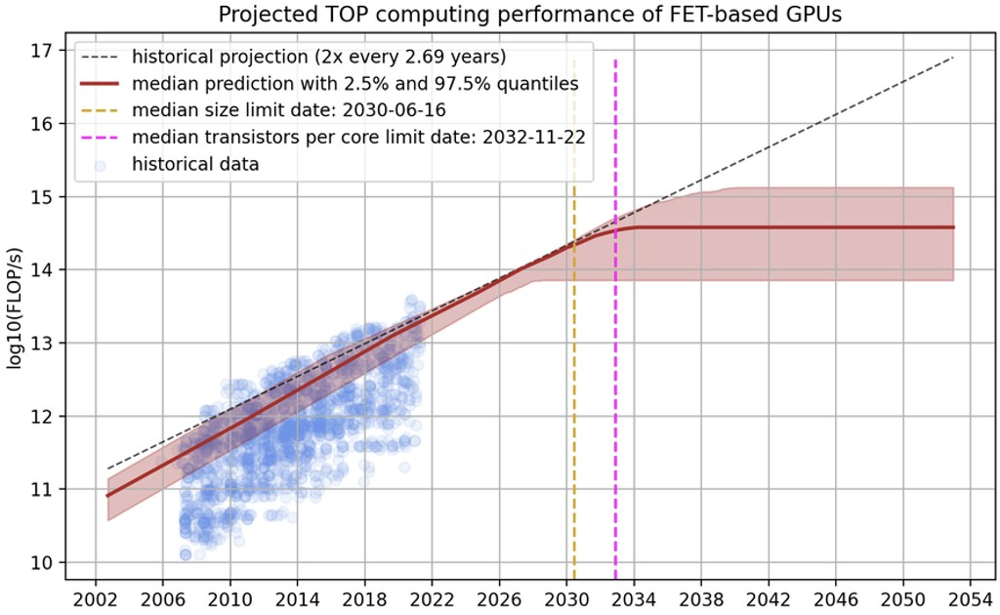 Projected TOP computing performance of FET-based GPUs
historical projection (2x every 2.69 years)
median prediction with 2.5% and 97.5% quantiles
median size limit date: 2030-06-16
median transistors per core limit date: 2032-11-22
historical data
log10(FLOP/s)
17
16
15
14
13
12
11
10
2002 2006 2010 2014 2018 2022 2026 2030 2034 2038 2042 2046 2050 2054